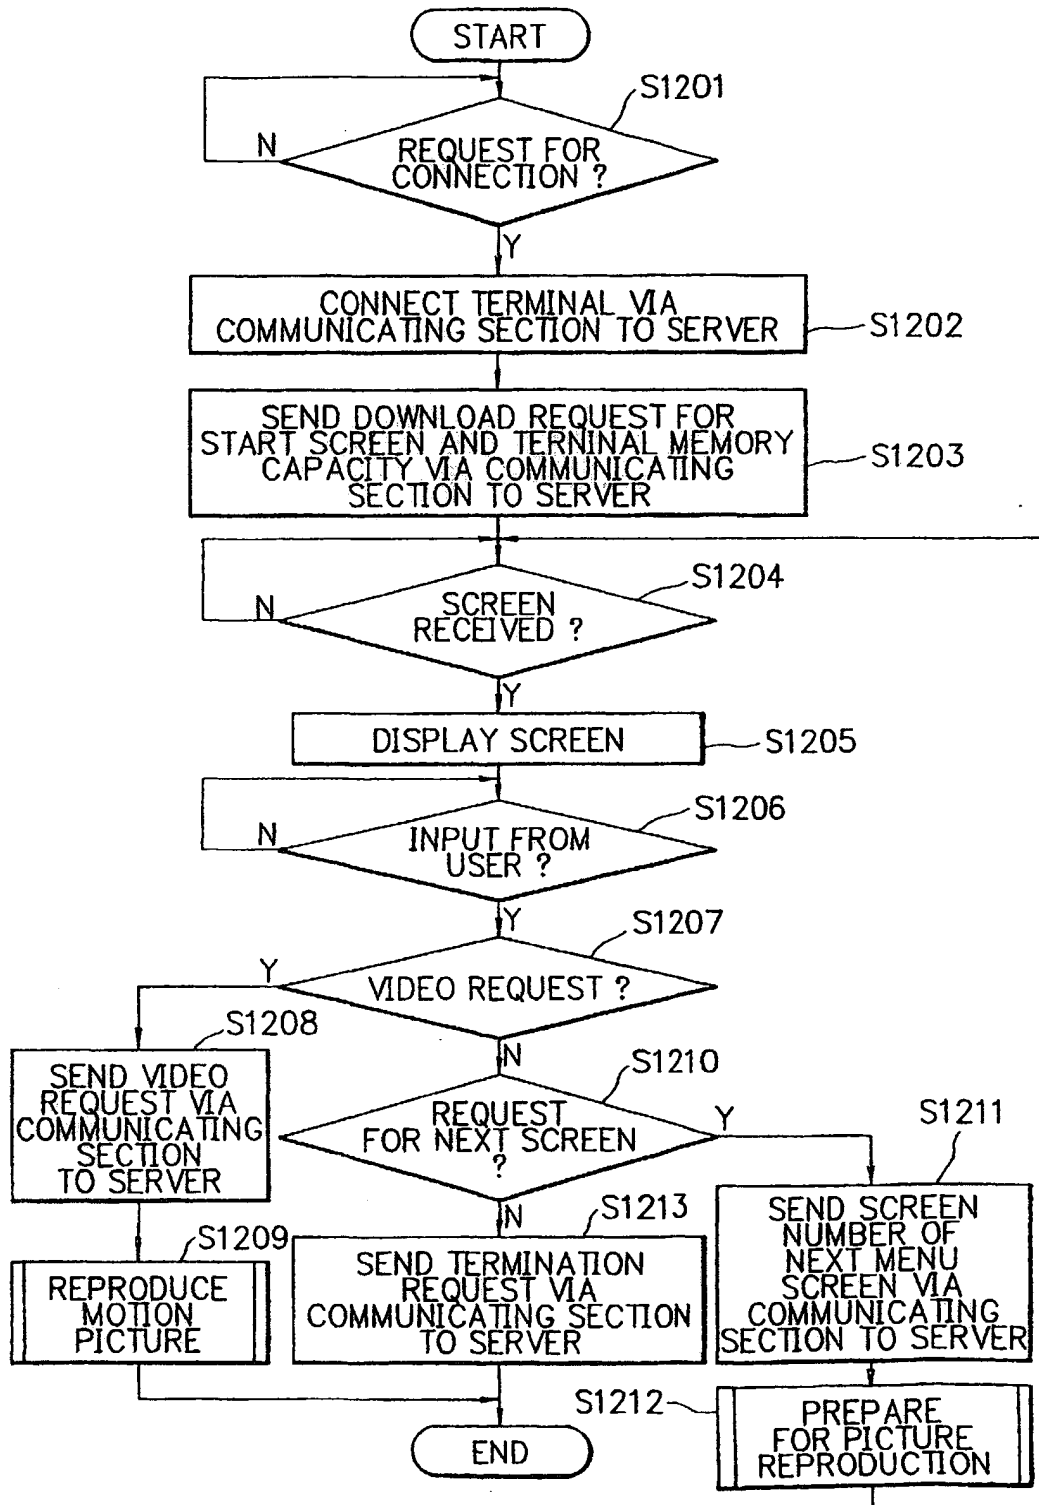 START
S1201
N
REQUEST FOR
CONNECTION ?
Y
CONNECT TERMINAL VIA
COMMUNICATING SECTION TO SERVER
S1202
SEND DOWNLOAD REQUEST FOR
START SCREEN AND TERNINAL MEMORY
CAPACITY VIA COMMUNICATING
SECTION TO SERVER
S1203
S1204
N
SCREEN
RECEIVED ?
Y
DISPLAY SCREEN
S1205
S1206
N
INPUT FROM
USER ?
Y
S1207
Y
VIDEO REQUEST ?
N
S1208
SEND VIDEO
REQUEST VIA
COMMUNICATING
SECTION
TO SERVER
S1209
REPRODUCE
MOTION
PICTURE
S1210
REQUEST
FOR NEXT SCREEN
?
Y
N
S1213
SEND TERMINATION
REQUEST VIA
COMMUNICATING SECTION
TO SERVER
S1211
SEND SCREEN
NUMBER OF
NEXT MENU
SCREEN VIA
COMMUNICATING
SECTION TO SERVER
S1212
PREPARE
FOR PICTURE
REPRODUCTION
END